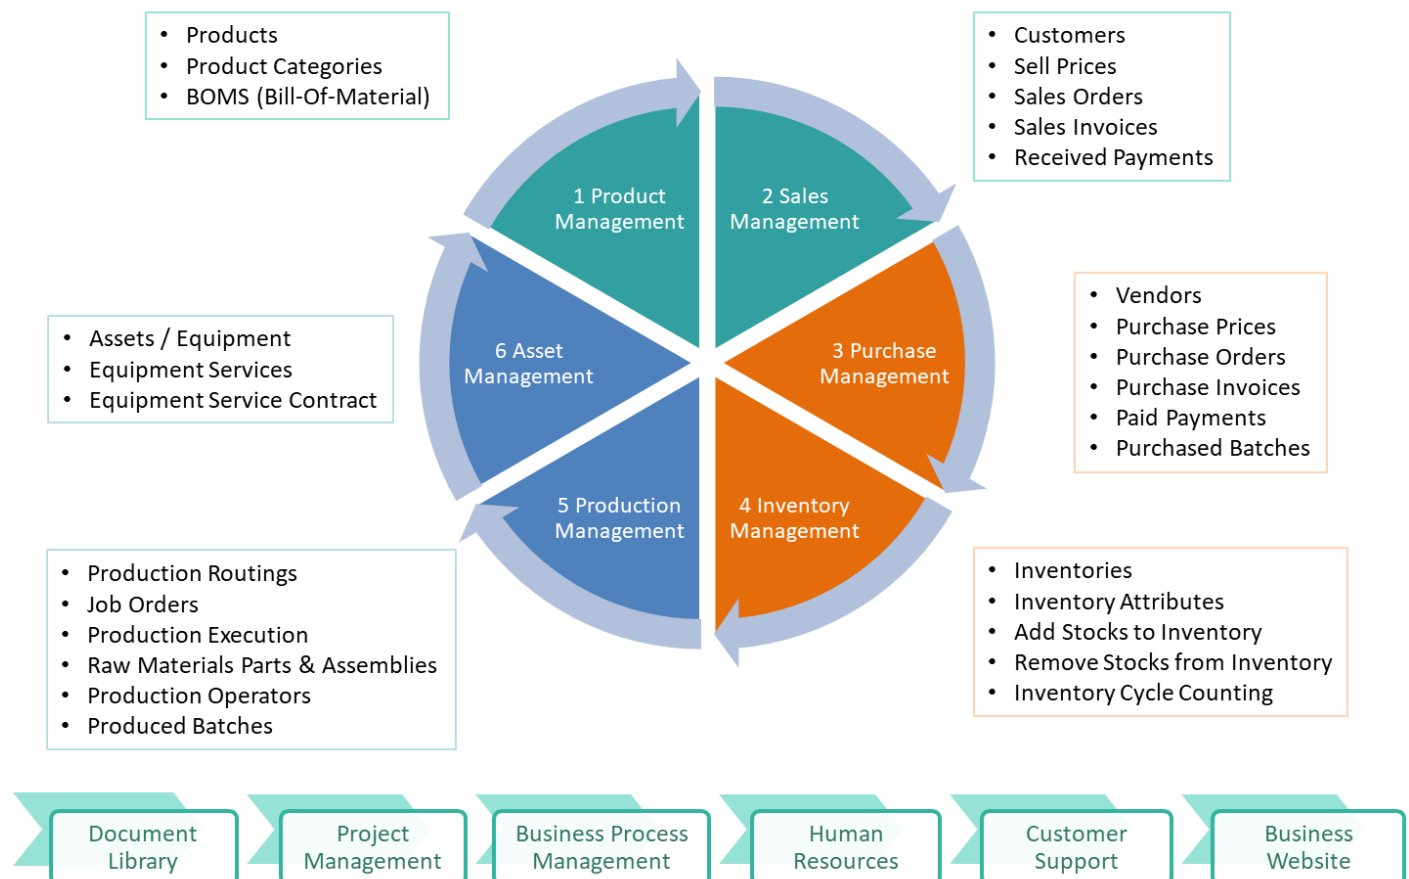 • Products
• Product Categories
• BOMS (Bill-Of-Material)
• Customers
• Sell Prices
• Sales Orders
• Sales Invoices
• Received Payments
1 Product
Management
2 Sales
Management
• Vendors
• Purchase Prices
• Purchase Orders
• Purchase Invoices
• Paid Payments
• Purchased Batches
• Assets / Equipment
• Equipment Services
• Equipment Service Contract
6 Asset
Management
3 Purchase
Management
5 Production
Management
4 Inventory
Management
• Production Routings
• Job Orders
• Production Execution
• Raw Materials Parts & Assemblies
• Production Operators
• Produced Batches
• Inventories
• Inventory Attributes
• Add Stocks to Inventory
• Remove Stocks from Inventory
• Inventory Cycle Counting
Document
Library
Project
Management
Business Process
Management
Human
Resources
Customer
Support
Business
Website